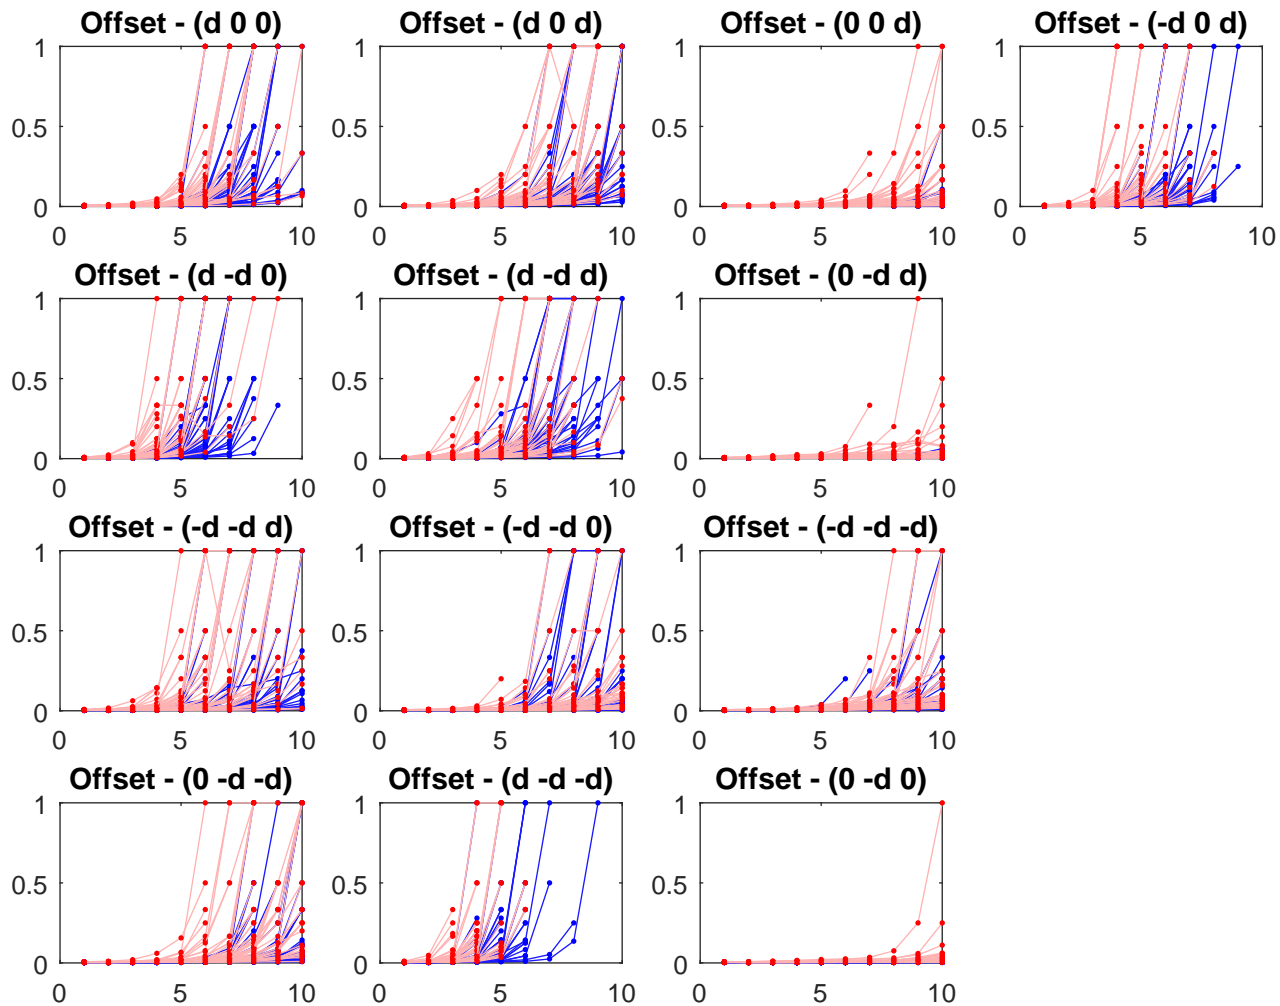 Offset - (d 0 0) Offset - (d 0 d) Offset - (0 0 d) Offset - (-d 0 d)
1 1 1 1
0.5 0.5 0.5 0.5
0 0 0 0
0 5 10 0 5 10 0 5 10 0 5 10
Offset - (d -d 0) Offset - (d -d d) Offset - (0 -d d)
1 1 1
0.5 0.5 0.5
0 0 0
0 5 10 0 5 10 0 5 10
Offset - (-d -d d) Offset - (-d -d 0) Offset - (-d -d -d)
1 1 1
0.5 0.5 0.5
0 0 0
0 5 10 0 5 10 0 5 10
Offset - (0 -d -d) Offset - (d -d -d) Offset - (0 -d 0)
1 1 1
0.5 0.5 0.5
0 0 0
0 5 10 0 5 10 0 5 10